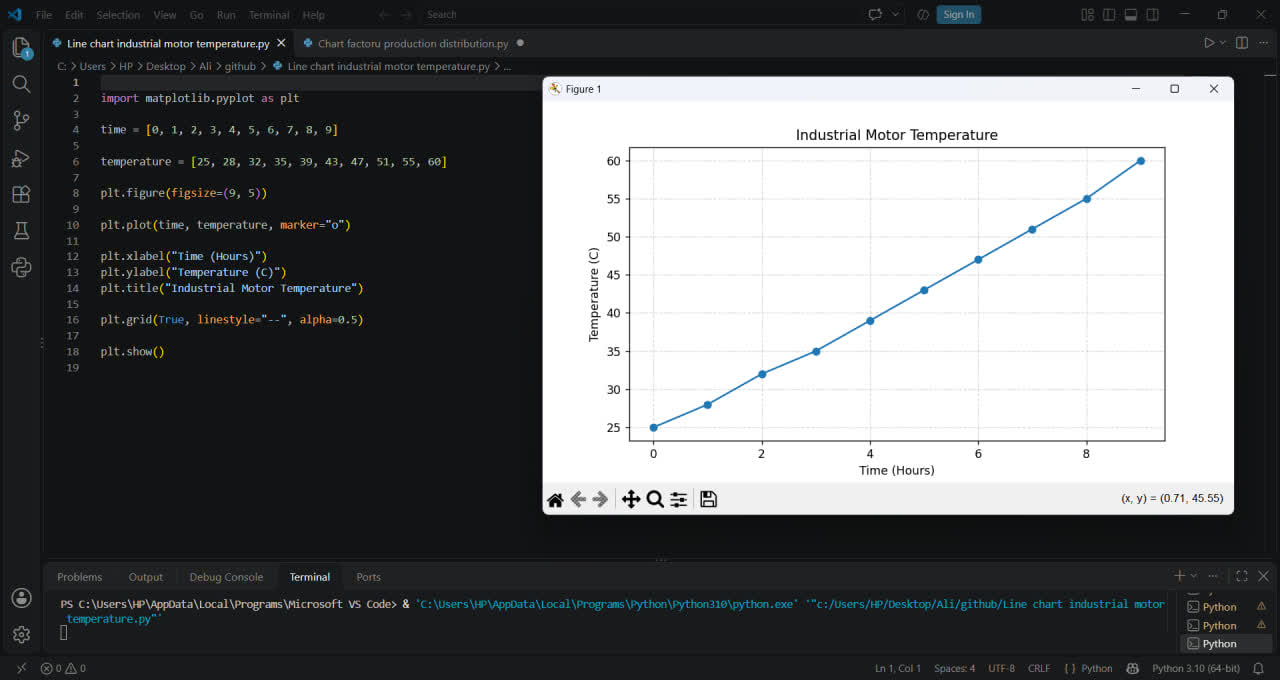 File Edit Selection View Go Run Terminal Help Search Sign In
Line chart industrial motor temperature.py Chart factoru production distribution.py
C: > Users > HP > Desktop > Ali > github > Line chart industrial motor temperature.py > ...
1
1
2 import matplotlib.pyplot as plt
3
4 time = [0, 1, 2, 3, 4, 5, 6, 7, 8, 9]
5
6 temperature = [25, 28, 32, 35, 39, 43, 47, 51, 55, 60]
7
8 plt.figure(figsize=(9, 5))
9
10 plt.plot(time, temperature, marker="o")
11
12 plt.xlabel("Time (Hours)")
13 plt.ylabel("Temperature (C)")
14 plt.title("Industrial Motor Temperature")
15
16 plt.grid(True, linestyle="--", alpha=0.5)
17
18 plt.show()
19
Figure 1
Industrial Motor Temperature
Temperature (C)
60
55
50
45
40
35
30
25
0 2 4 6 8
Time (Hours)
(x, y) = (0.71, 45.55)
Problems Output Debug Console Terminal Ports
PS C:\Users\HP\AppData\Local\Programs\Microsoft VS Code> & 'C:\Users\HP\AppData\Local\Programs\Python\Python310\python.exe' '"c:/Users/HP/Desktop/Ali/github/Line chart industrial motor
temperature.py"'
Python
Python
Python
0 0 Ln 1, Col 1 Spaces: 4 UTF-8 CRLF { } Python Python 3.10 (64-bit)